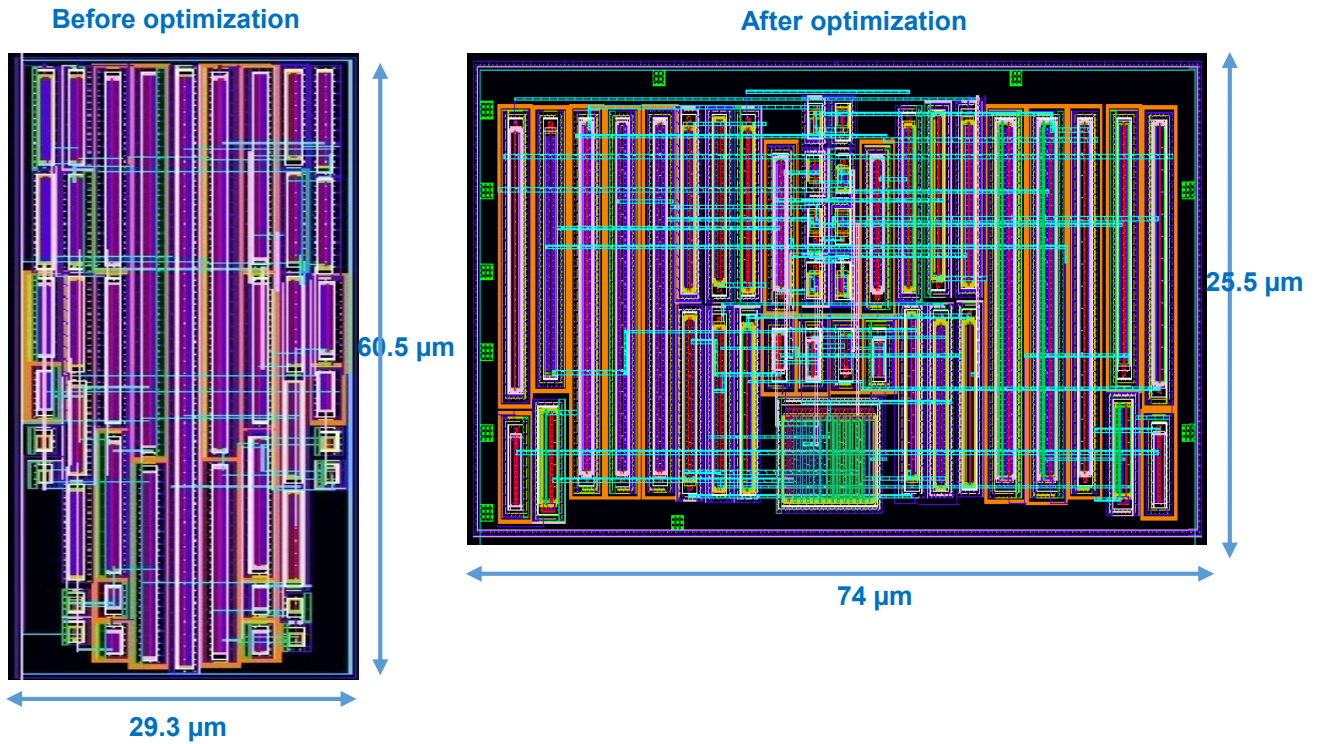 Before optimization
After optimization
60.5 µm
29.3 µm
25.5 µm
74 µm